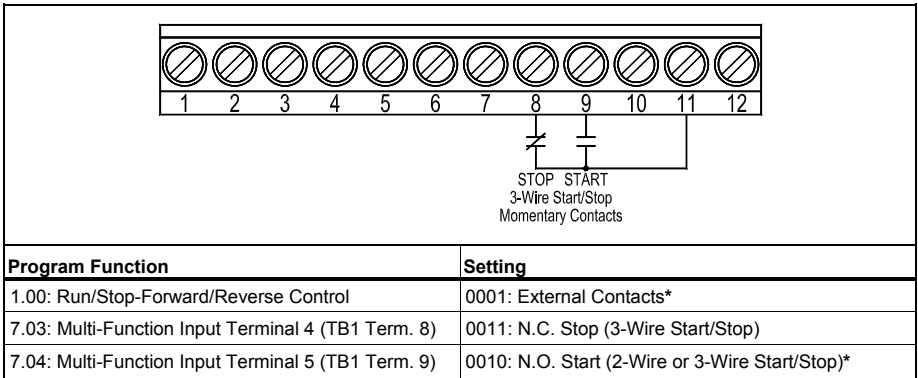 1 2 3 4 5 6 7 8 9 10 11 12
STOP START
3-Wire Start/Stop
Momentary Contacts
Program Function Setting
1.00: Run/Stop-Forward/Reverse Control 0001: External Contacts*
7.03: Multi-Function Input Terminal 4 (TB1 Term. 8) 0011: N.C. Stop (3-Wire Start/Stop)
7.04: Multi-Function Input Terminal 5 (TB1 Term. 9) 0010: N.O. Start (2-Wire or 3-Wire Start/Stop)*